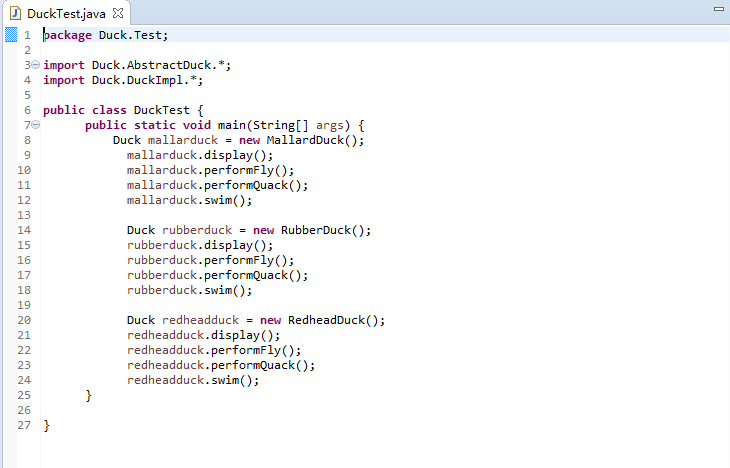 DuckTest.java
1 package Duck.Test;
2
3 import Duck.AbstractDuck.*;
4 import Duck.DuckImpl.*;
5
6 public class DuckTest {
7 public static void main(String[] args) {
8 Duck mallarduck = new MallardDuck();
9 mallarduck.display();
10 mallarduck.performFly();
11 mallarduck.performQuack();
12 mallarduck.swim();
13
14 Duck rubberduck = new RubberDuck();
15 rubberduck.display();
16 rubberduck.performFly();
17 rubberduck.performQuack();
18 rubberduck.swim();
19
20 Duck redheadduck = new RedheadDuck();
21 redheadduck.display();
22 redheadduck.performFly();
23 redheadduck.performQuack();
24 redheadduck.swim();
25 }
26
27 }